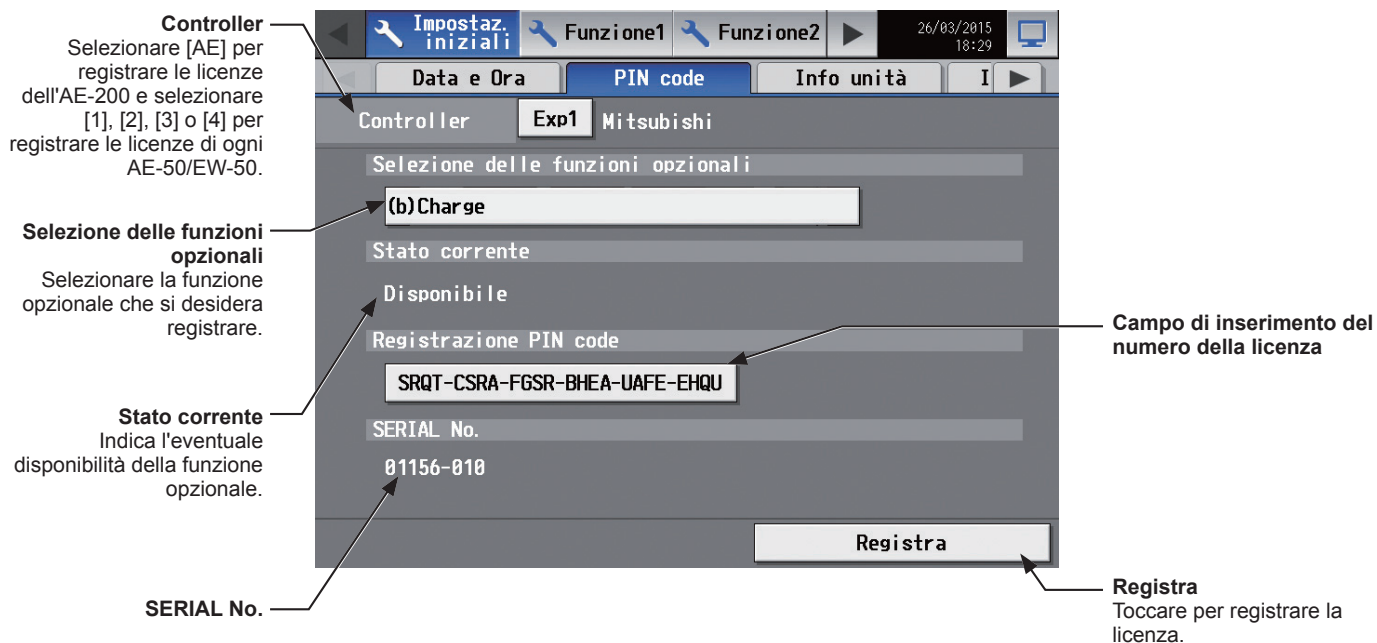 Controller
Selezionare [AE] per
registrare le licenze
dell'AE-200 e selezionare
[1], [2], [3] o [4] per
registrare le licenze di ogni
AE-50/EW-50.
Selezione delle funzioni
opzionali
Selezionare la funzione
opzionale che si desidera
registrare.
Stato corrente
Indica l'eventuale
disponibilità della funzione
opzionale.
SERIAL No.
Impostaz.
iniziali
Funzione1
Funzione2
26/03/2015
18:29
Data e Ora
PIN code
Info unità
I
Controller
Exp1
Mitsubishi
Selezione delle funzioni opzionali
(b)Charge
Stato corrente
Disponibile
Registrazione PIN code
SRQT-CSRA-FGSR-BHEA-UAFE-EHQU
SERIAL No.
01156-010
Registra
Campo di inserimento del
numero della licenza
Registra
Toccare per registrare la
licenza.